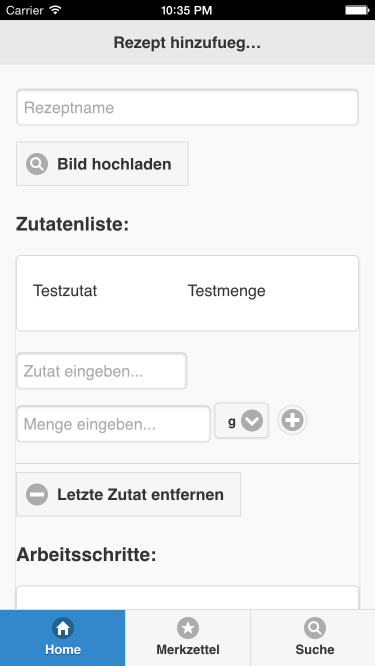 Carrier 10:35 PM
Rezept hinzufueg...
Rezeptname
Bild hochladen
Zutatenliste:
Testzutat Testmenge
Zutat eingeben...
Menge eingeben... g
Letzte Zutat entfernen
Arbeitsschritte:
Home Merkzettel Suche